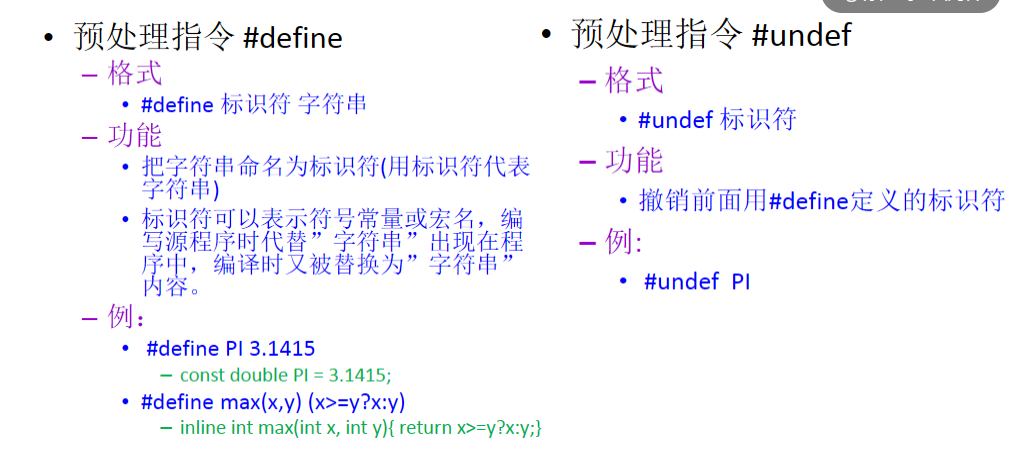 • 预处理指令 #define
– 格式
• #define 标识符 字符串
– 功能
• 把字符串命名为标识符(用标识符代表
字符串)
• 标识符可以表示符号常量或宏名，编
写源程序时代替”字符串”出现在程
序中，编译时又被替换为”字符串”
内容。
– 例：
• #define PI 3.1415
– const double PI = 3.1415;
• #define max(x,y) (x>=y?x:y)
– inline int max(int x, int y){ return x>=y?x:y;}
• 预处理指令 #undef
– 格式
• #undef 标识符
– 功能
• 撤销前面用#define定义的标识符
– 例:
• #undef PI